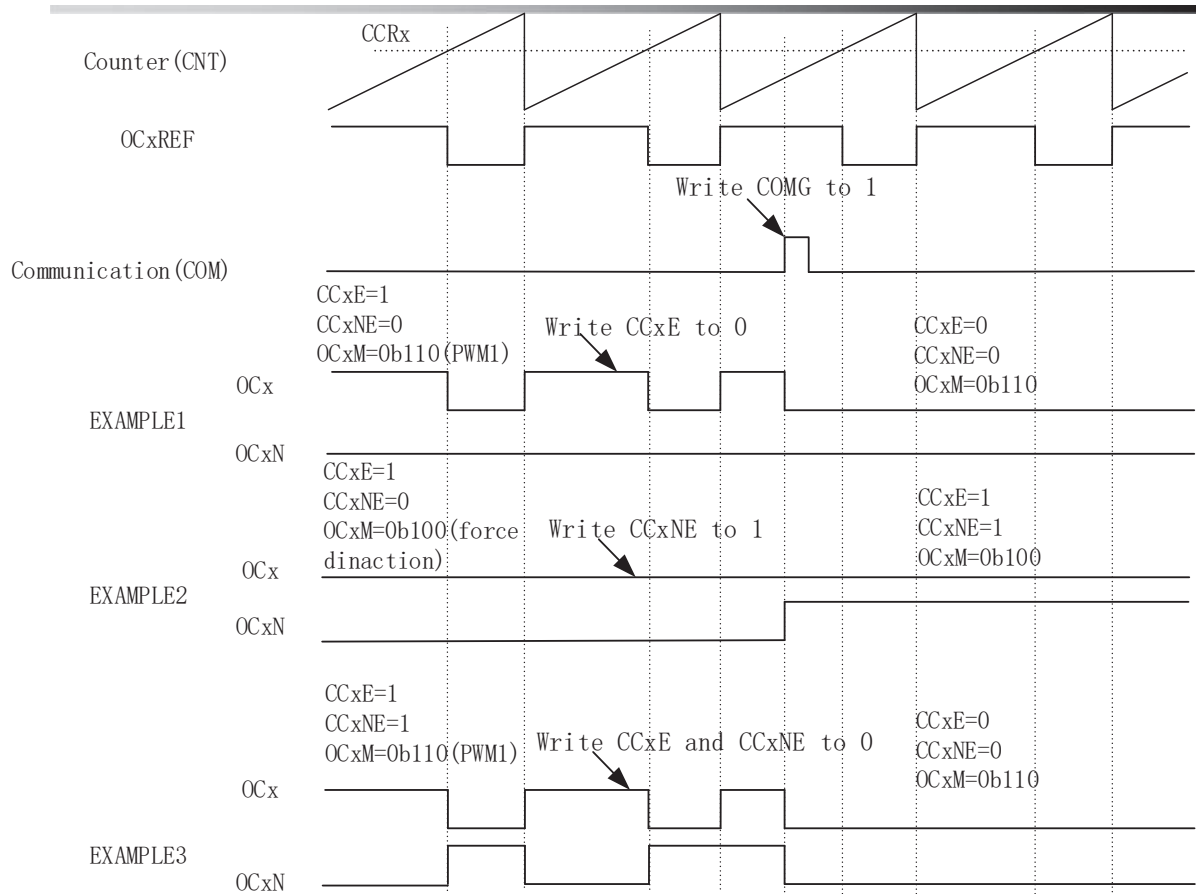 CCRx
Counter(CNT)
OCxREF
Write COMG to 1
Communication(COM)
CCxE=1
CCxNE=0
OCxM=0b110(PWM1)
Write CCxE to 0
CCxE=0
CCxNE=0
OCxM=0b110
OCx
EXAMPLE1
OCxN
CCxE=1
CCxNE=0
OCxM=0b100(force
dinaction)
Write CCxNE to 1
CCxE=1
CCxNE=1
OCxM=0b100
OCx
EXAMPLE2
OCxN
CCxE=1
CCxNE=1
OCxM=0b110(PWM1)
Write CCxE and CCxNE to 0
CCxE=0
CCxNE=0
OCxM=0b110
OCx
EXAMPLE3
OCxN